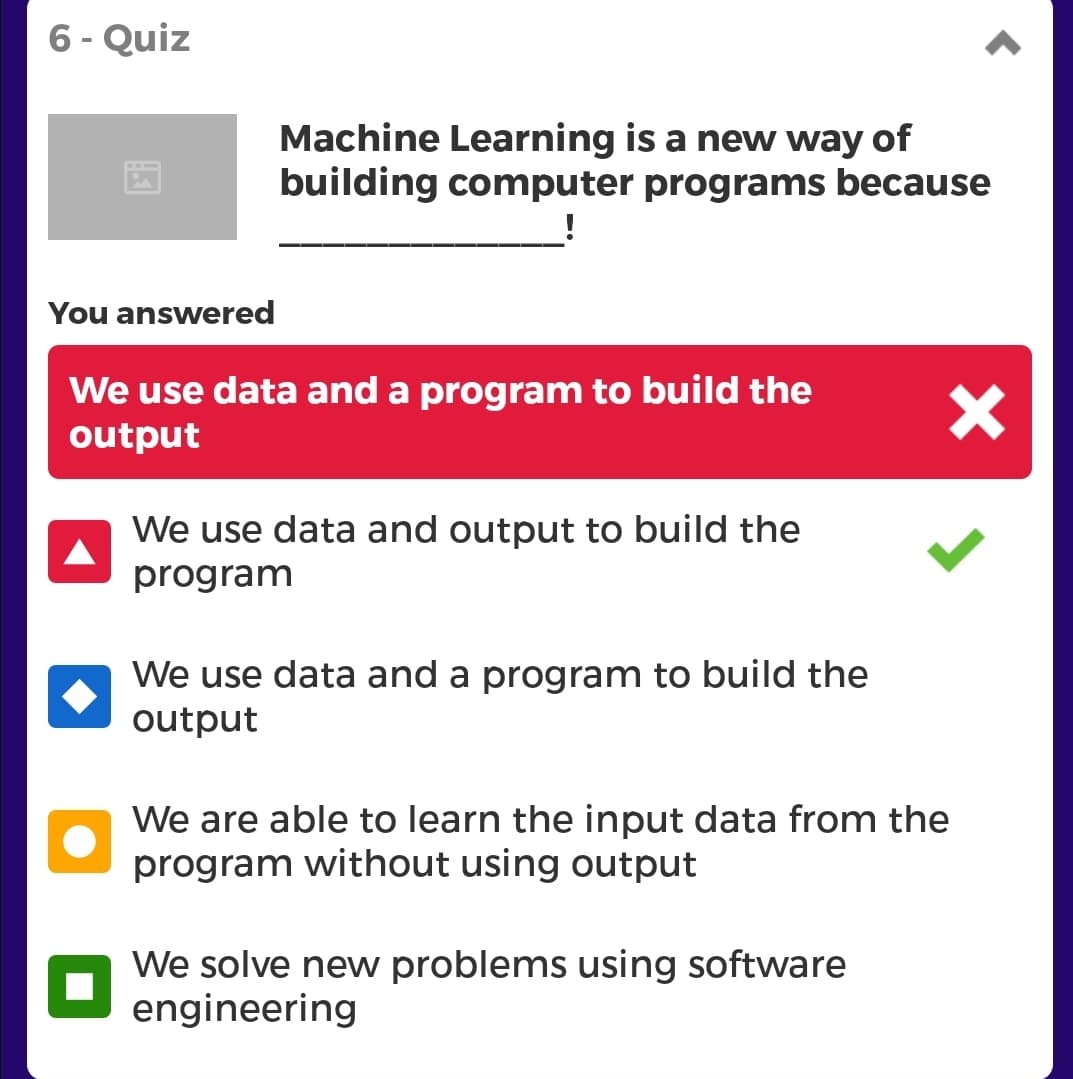 6 - Quiz
Machine Learning is a new way of
building computer programs because
_____________!
You answered
We use data and a program to build the
output
We use data and output to build the
program
We use data and a program to build the
output
We are able to learn the input data from the
program without using output
We solve new problems using software
engineering